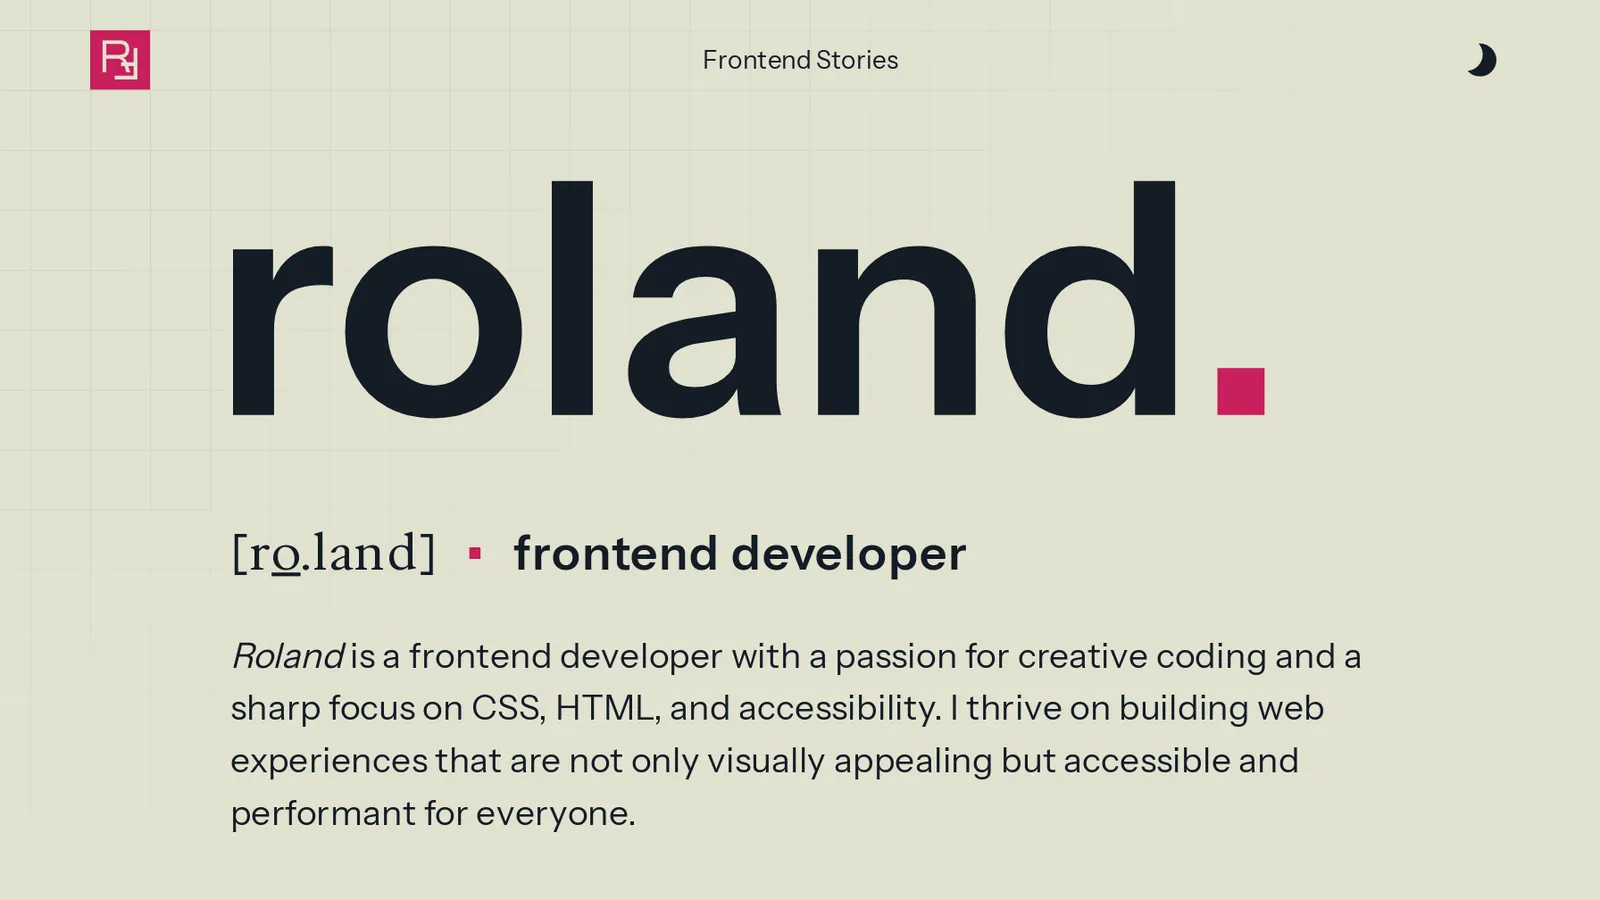 Frontend Stories
roland.
[ro.land] ▪ frontend developer
Roland is a frontend developer with a passion for creative coding and a
sharp focus on CSS, HTML, and accessibility. I thrive on building web
experiences that are not only visually appealing but accessible and
performant for everyone.